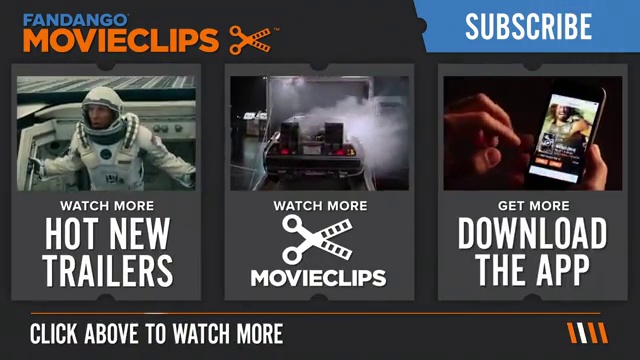 FANDANGO
MOVIECLIPS™
SUBSCRIBE
WATCH MORE
HOT NEW
TRAILERS
WATCH MORE
MOVIECLIPS
GET MORE
DOWNLOAD
THE APP
CLICK ABOVE TO WATCH MORE